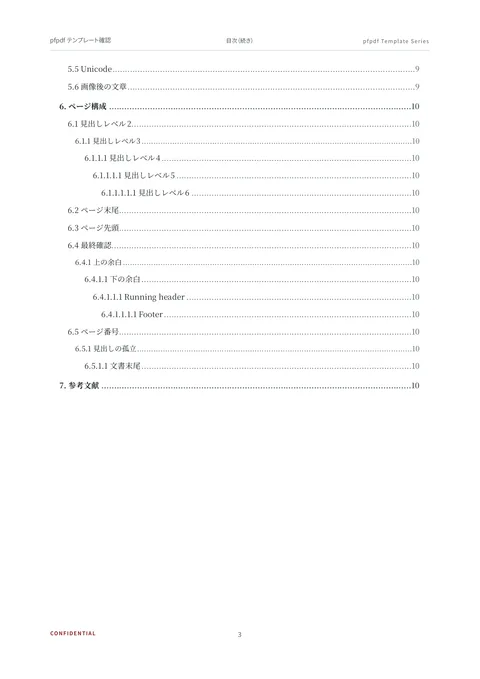 pfpdf テンプレート確認 目次 (続き) pfpdf Template Series
5.5 Unicode 9
5.6 画像後の文章 9
6. ページ構成 10
6.1 見出しレベル 2 10
6.1.1 見出しレベル 3 10
6.1.1.1 見出しレベル 4 10
6.1.1.1.1 見出しレベル 5 10
6.1.1.1.1.1 見出しレベル 6 10
6.2 ページ末尾 10
6.3 ページ先頭 10
6.4 最終確認 10
6.4.1 上の余白 10
6.4.1.1 下の余白 10
6.4.1.1.1 Running header 10
6.4.1.1.1.1 Footer 10
6.5 ページ番号 10
6.5.1 見出しの孤立 10
6.5.1.1 文書末尾 10
7. 参考文献 10
CONFIDENTIAL 3